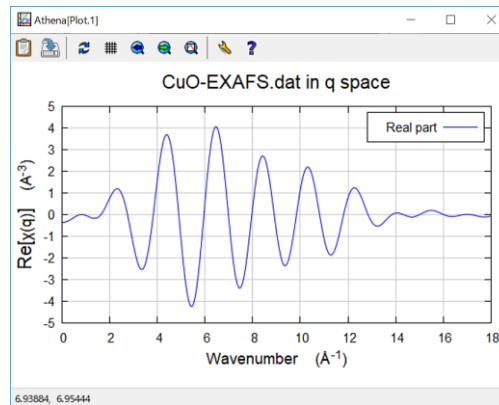 Athena[Plot.1]
CuO-EXAFS.dat in q space
Real part
Re[χ(q)] (Å⁻³)
5
4
3
2
1
0
-1
-2
-3
-4
-5
0 2 4 6 8 10 12 14 16 18
Wavenumber (Å⁻¹)
6.93884, 6.95444